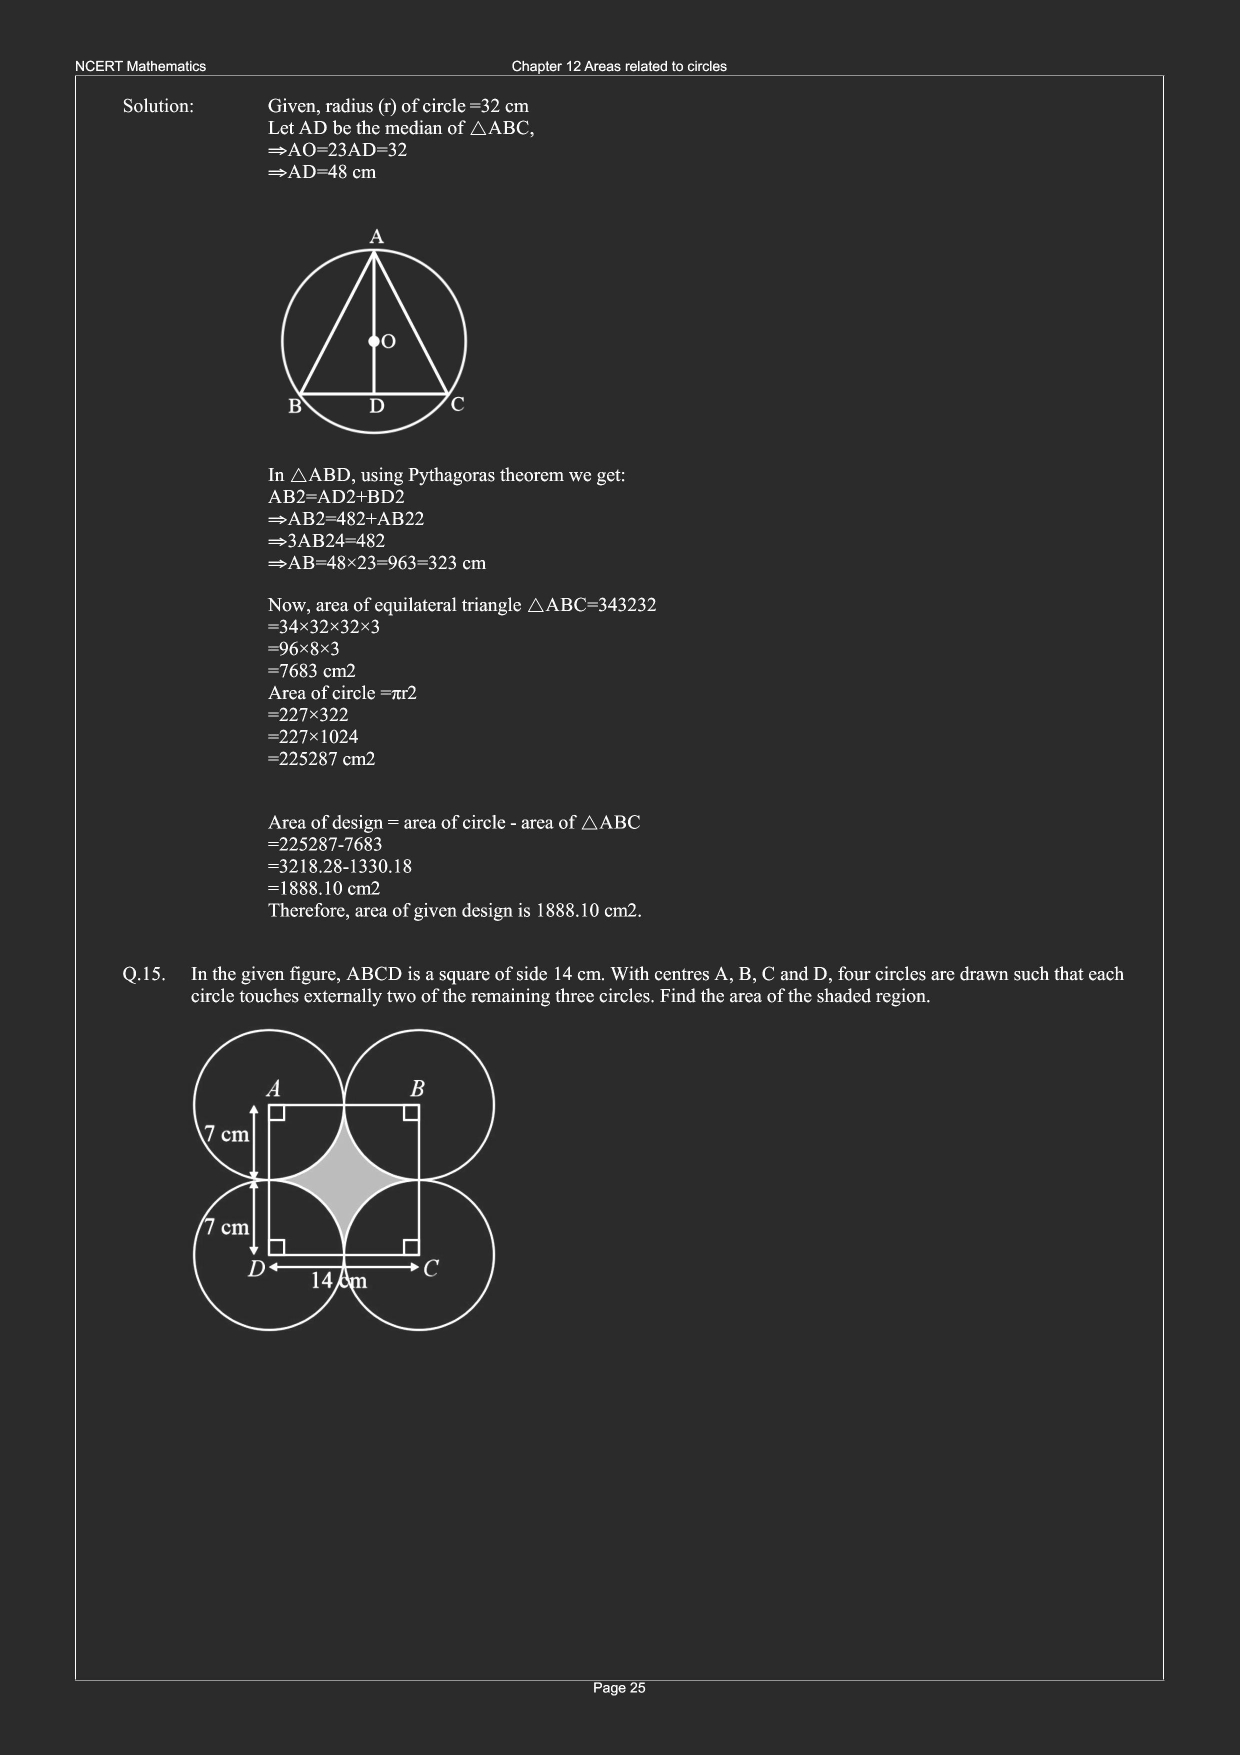 NCERT Mathematics
Chapter 12 Areas related to circles
Solution:
Given, radius (r) of circle =32 cm
Let AD be the median of △ABC,
⇒AO=23AD=32
⇒AD=48 cm
A
O
B
D
C
In △ABD, using Pythagoras theorem we get:
AB2=AD2+BD2
⇒AB2=482+AB22
⇒3AB24=482
⇒AB=48×23=963=323 cm
Now, area of equilateral triangle △ABC=343232
=34×32×32×3
=96×8×3
=7683 cm2
Area of circle =πr2
=227×322
=227×1024
=225287 cm2
Area of design = area of circle - area of △ABC
=225287-7683
=3218.28-1330.18
=1888.10 cm2
Therefore, area of given design is 1888.10 cm2.
Q.15. In the given figure, ABCD is a square of side 14 cm. With centres A, B, C and D, four circles are drawn such that each
circle touches externally two of the remaining three circles. Find the area of the shaded region.
A
B
7 cm
7 cm
D
C
14 cm
Page 25